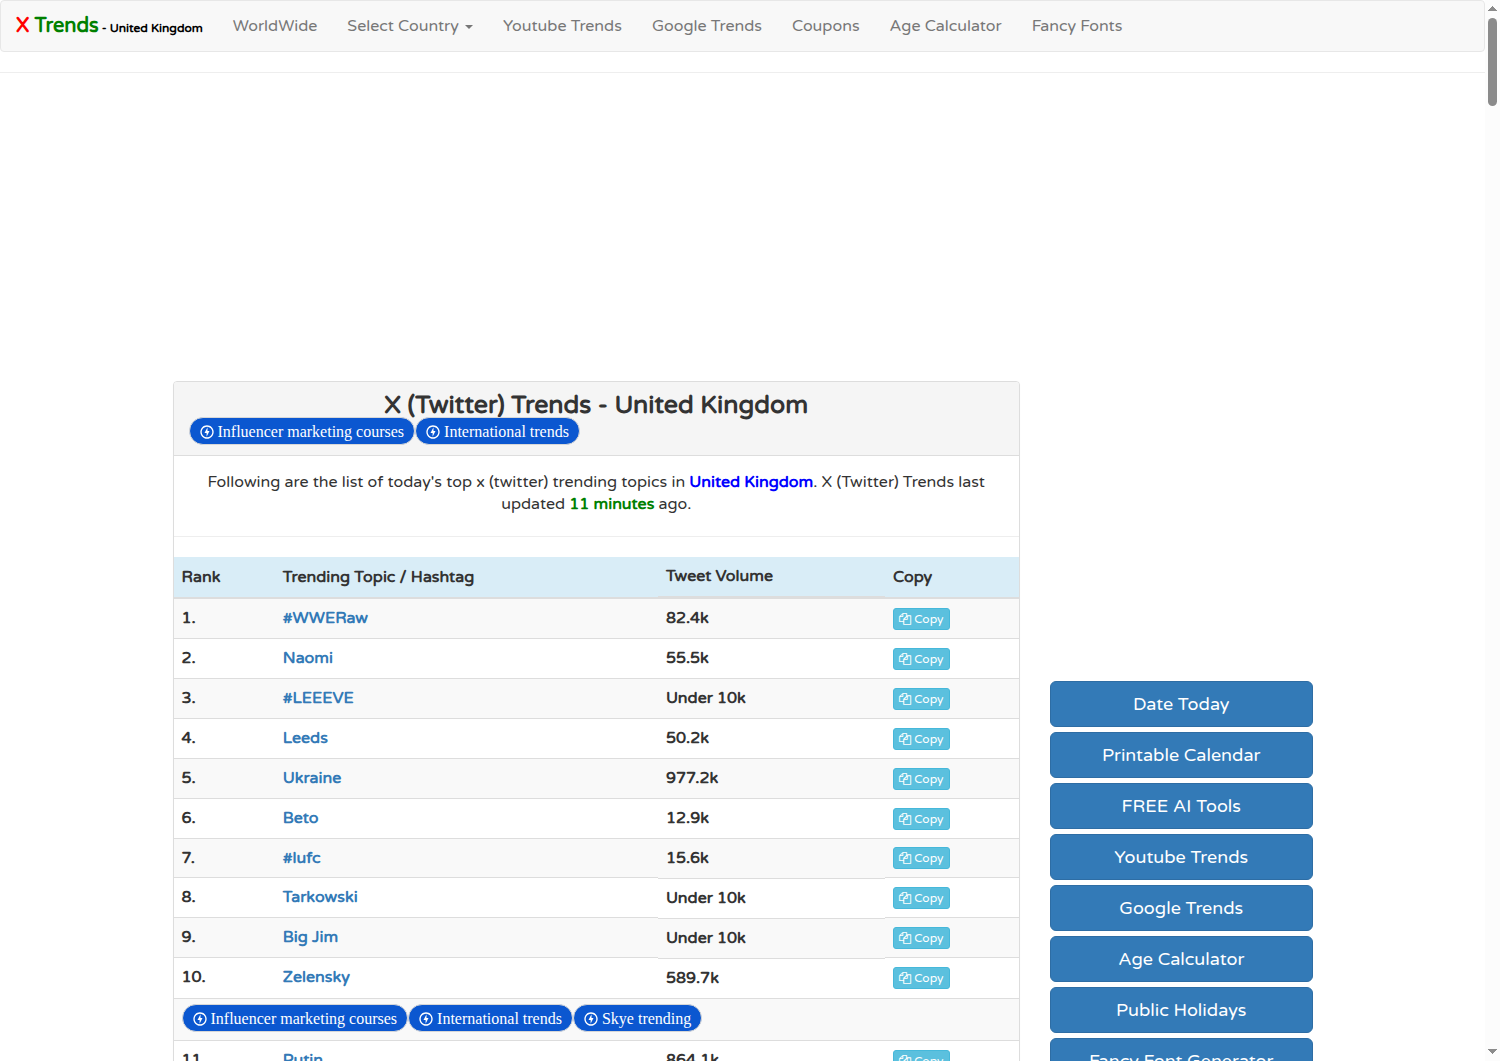 X Trends - United Kingdom WorldWide Select Country Youtube Trends Google Trends Coupons Age Calculator Fancy Fonts
X (Twitter) Trends - United Kingdom
Influencer marketing courses International trends
Following are the list of today's top x (twitter) trending topics in United Kingdom. X (Twitter) Trends last
updated 11 minutes ago.
Rank Trending Topic / Hashtag Tweet Volume Copy
1. #WWERaw 82.4k Copy
2. Naomi 55.5k Copy
3. #LEEEVE Under 10k Copy
4. Leeds 50.2k Copy
5. Ukraine 977.2k Copy
6. Beto 12.9k Copy
7. #lufc 15.6k Copy
8. Tarkowski Under 10k Copy
9. Big Jim Under 10k Copy
10. Zelensky 589.7k Copy
Influencer marketing courses International trends Skye trending
11. Putin 864.1k Copy
Date Today
Printable Calendar
FREE AI Tools
Youtube Trends
Google Trends
Age Calculator
Public Holidays
Fancy Font Generator